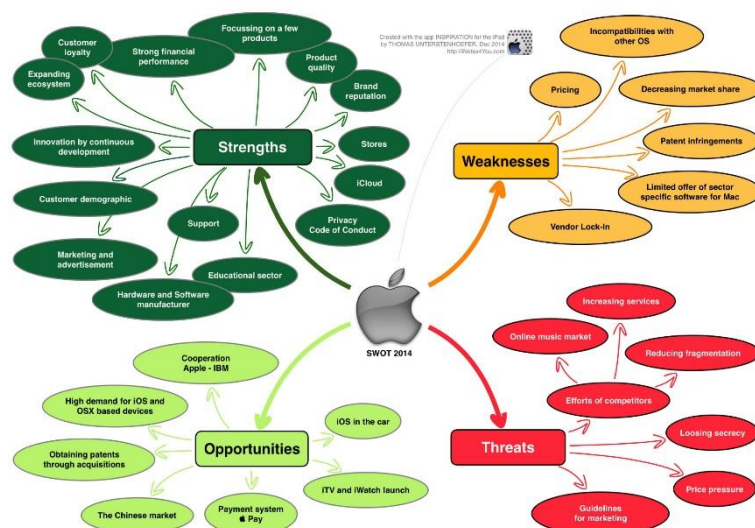 Created with the app INSPIRATION for the iPad
by THOMAS UNTERSTENHOEFER, Dec 2014
Focussing on a few
products
Customer
loyalty
Strong financial
performance
Product
quality
Expanding
ecosystem
Brand
reputation
Strengths
Innovation by continuous
development
Stores
iCloud
Customer demographic
Support
Privacy
Code of Conduct
Marketing and
advertisement
Educational sector
Hardware and Software
manufacturer
Incompatibilities with
other OS
Pricing
Decreasing market share
Weaknesses
Patent infringements
Limited offer of sector
specific software for Mac
Vendor Lock-In
SWOT 2014
Cooperation
Apple - IBM
High demand for iOS and
OSX based devices
iOS in the car
Opportunities
Obtaining patents
through acquisitions
iTV and iWatch launch
The Chinese market
Payment system
Pay
Increasing services
Online music market
Reducing fragmentation
Efforts of competitors
Threats
Loosing secrecy
Price pressure
Guidelines
for marketing